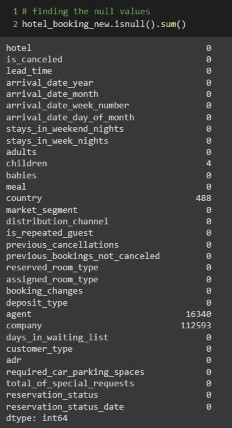 1 # finding the null values
2 hotel_booking_new.isnull().sum()
hotel 0
is_canceled 0
lead_time 0
arrival_date_year 0
arrival_date_month 0
arrival_date_week_number 0
arrival_date_day_of_month 0
stays_in_weekend_nights 0
stays_in_week_nights 0
adults 0
children 4
babies 0
meal 0
country 488
market_segment 0
distribution_channel 0
is_repeated_guest 0
previous_cancellations 0
previous_bookings_not_canceled 0
reserved_room_type 0
assigned_room_type 0
booking_changes 0
deposit_type 0
agent 16340
company 112593
days_in_waiting_list 0
customer_type 0
adr 0
required_car_parking_spaces 0
total_of_special_requests 0
reservation_status 0
reservation_status_date 0
dtype: int64